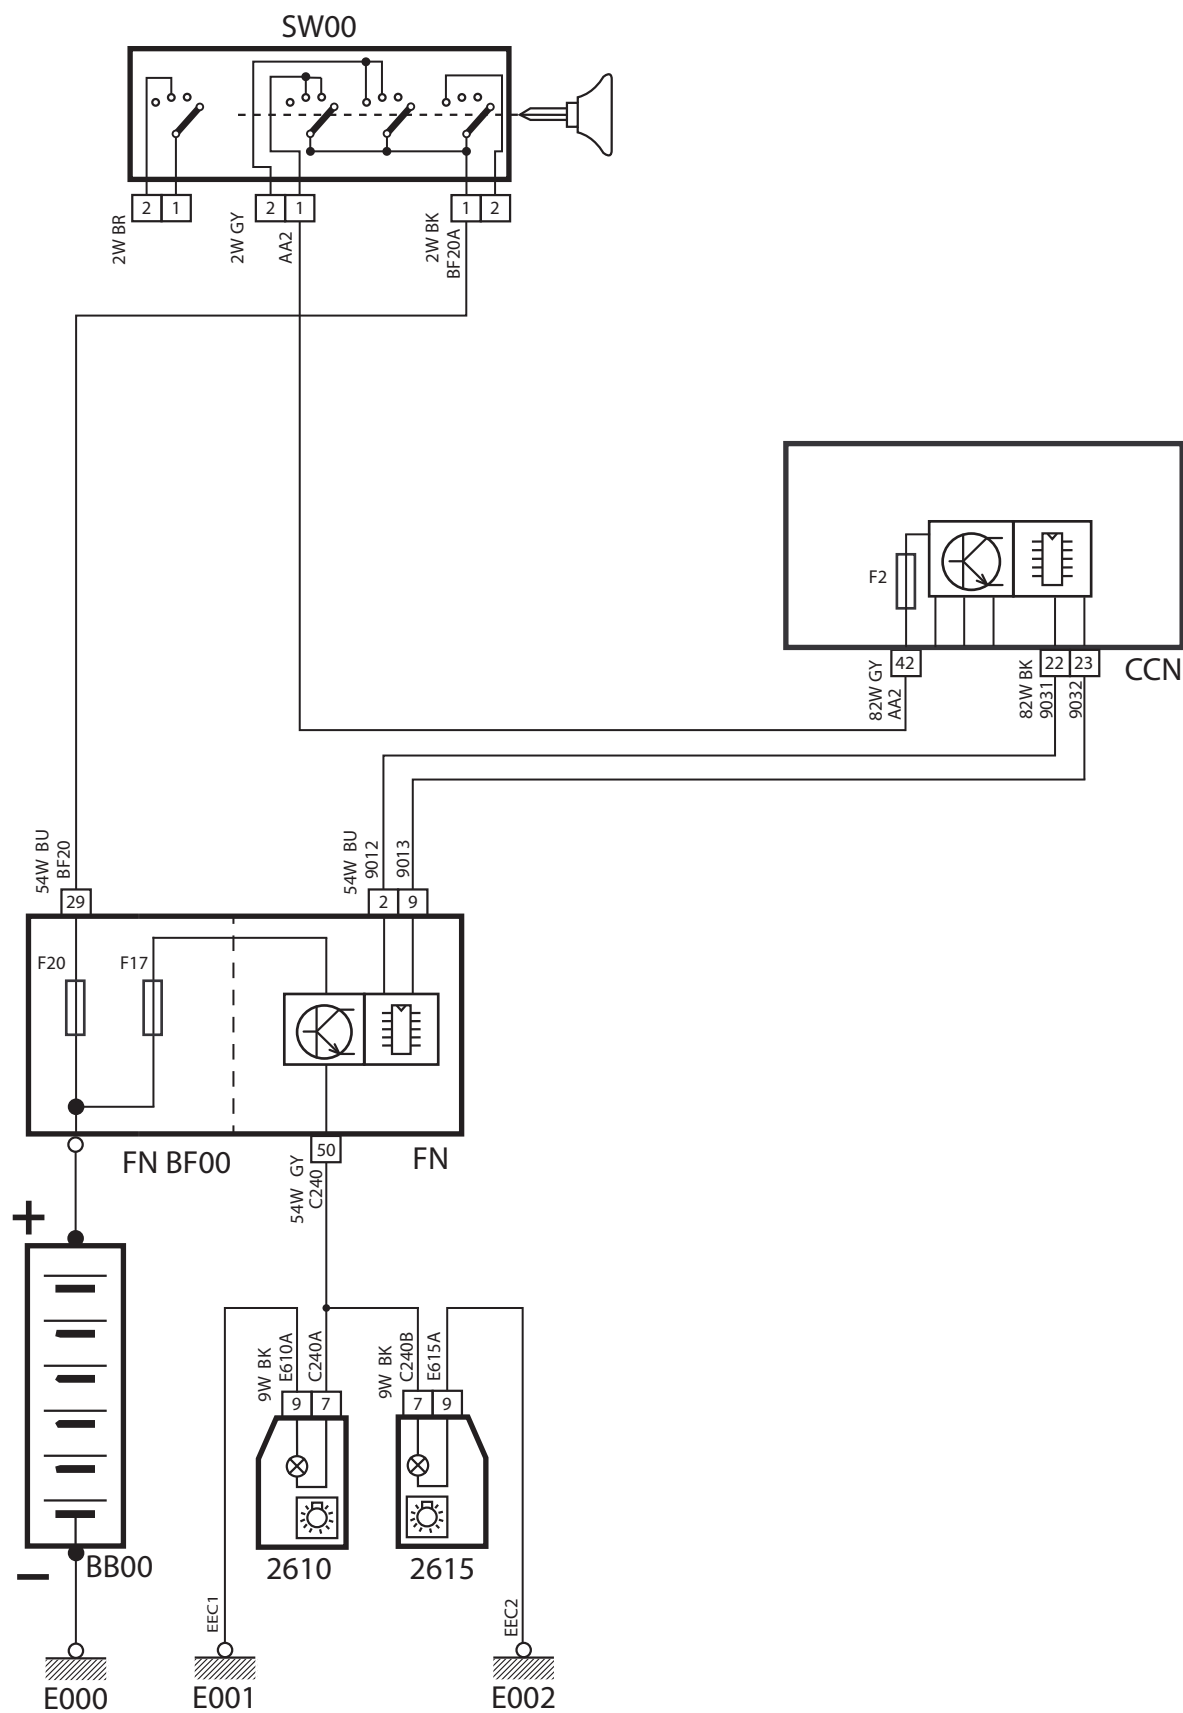 SW00
2 1 2 1 1 2
2W BR
2W GY
AA2
2W BK
BF20A
F2
42 22 23
CCN
82W GY
AA2
82W BK
9031
9032
54W BU
BF20
54W BU
9012
9013
29 2 9
F20 F17
FN BF00
50
FN
54W GY
C240
+
9W BK
E610A
C240A
9W BK
C240B
E615A
9 7 7 9
−
BB00
2610
2615
EEC1
EEC2
E000
E001
E002